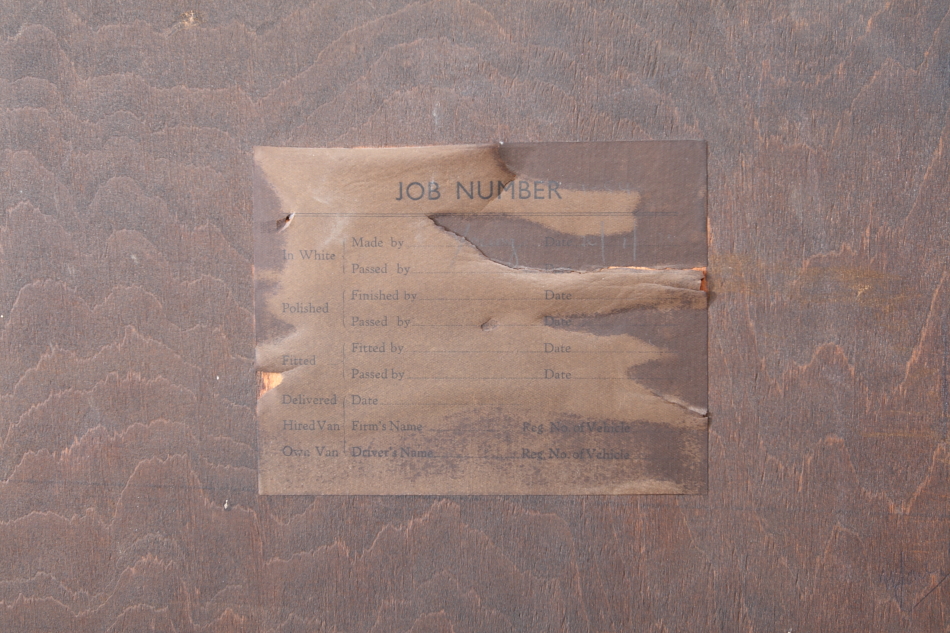 JOB NUMBER
In White Made by Date
Passed by
Polished Finished by Date
Passed by Date
Fitted Fitted by Date
Passed by Date
Delivered Date
Hired Van Firm's Name Reg. No. of Vehicle
Own Van Driver's Name Reg. No. of Vehicle